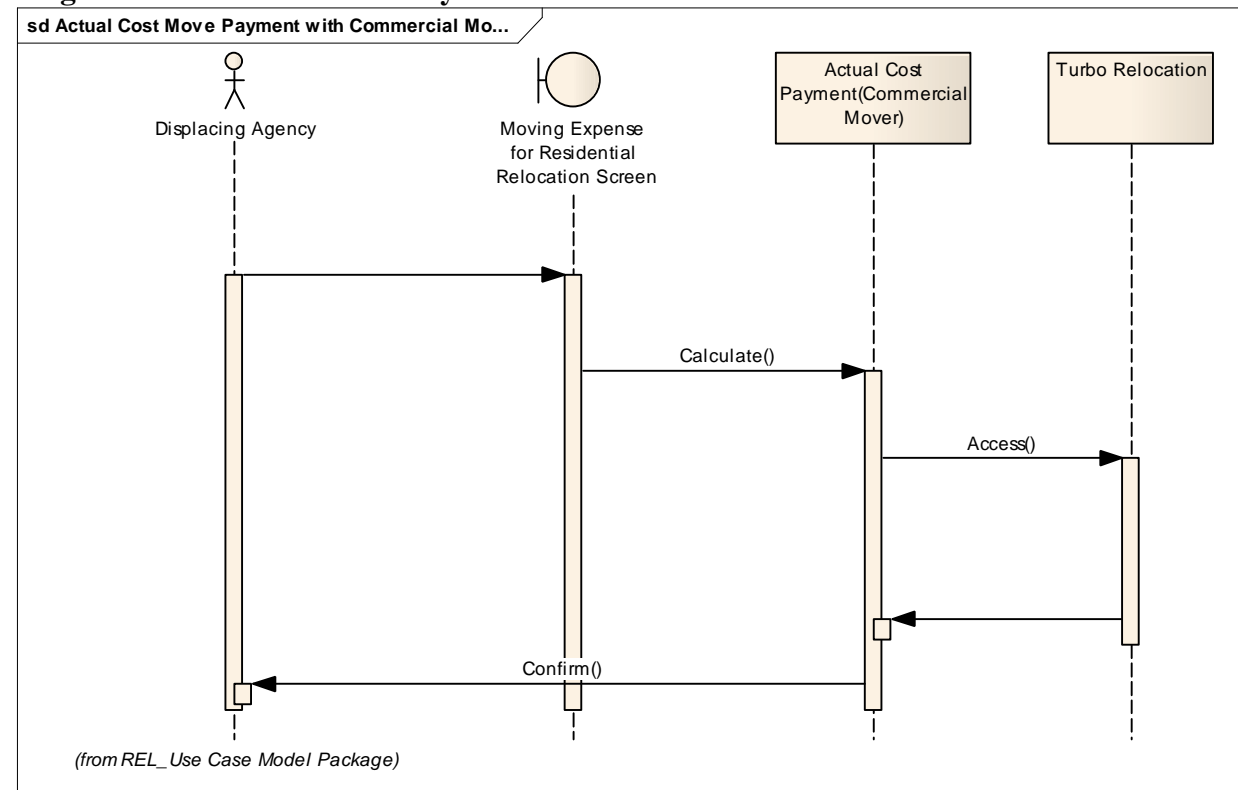 sd Actual Cost Move Payment with Commercial Mo...
Displacing Agency
Moving Expense
for Residential
Relocation Screen
Actual Cost
Payment(Commercial
Mover)
Turbo Relocation
Calculate()
Access()
Confirm()
(from REL_Use Case Model Package)